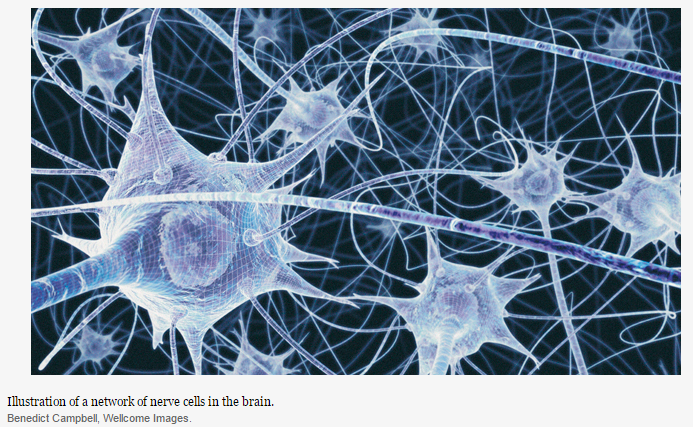 Illustration of a network of nerve cells in the brain.
Benedict Campbell, Wellcome Images.